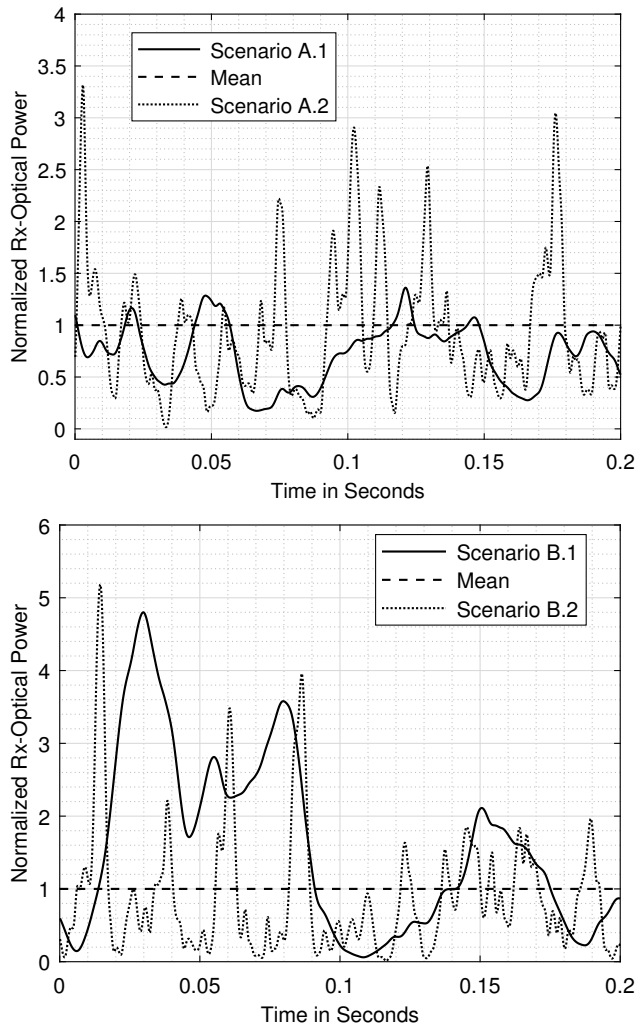 4
3.5
3
2.5
2
1.5
1
0.5
0
Normalized Rx-Optical Power
Scenario A.1
Mean
Scenario A.2
0 0.05 0.1 0.15 0.2
Time in Seconds
6
5
4
3
2
1
0
Normalized Rx-Optical Power
Scenario B.1
Mean
Scenario B.2
0 0.05 0.1 0.15 0.2
Time in Seconds